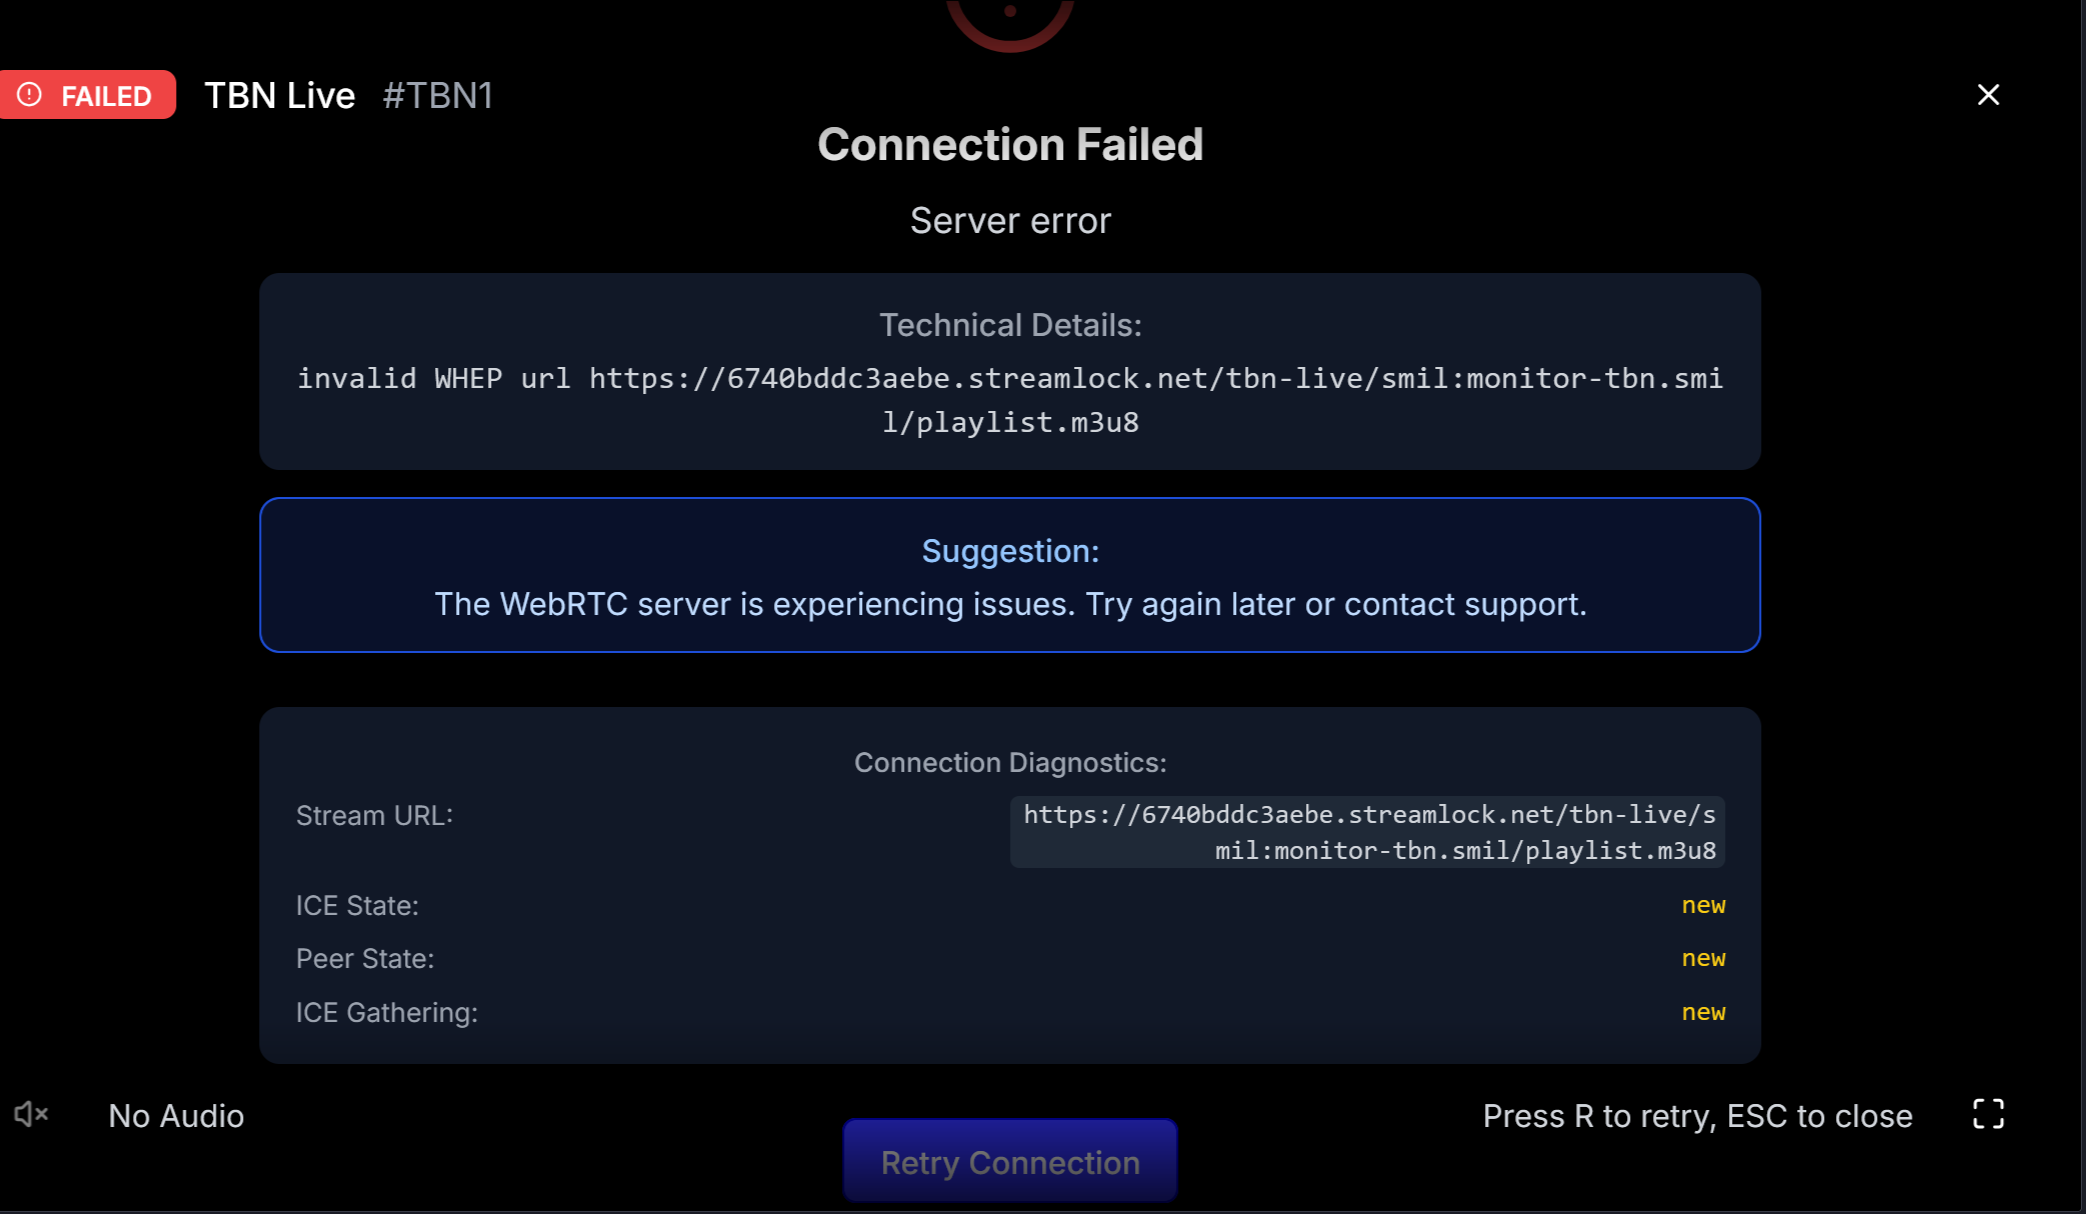 FAILED TBN Live #TBN1
Connection Failed
Server error
Technical Details:
invalid WHEP url https://6740bddc3aebe.streamlock.net/tbn-live/smil:monitor-tbn.smi
l/playlist.m3u8
Suggestion:
The WebRTC server is experiencing issues. Try again later or contact support.
Connection Diagnostics:
Stream URL: https://6740bddc3aebe.streamlock.net/tbn-live/s
mil:monitor-tbn.smil/playlist.m3u8
ICE State: new
Peer State: new
ICE Gathering: new
No Audio
Press R to retry, ESC to close
Retry Connection